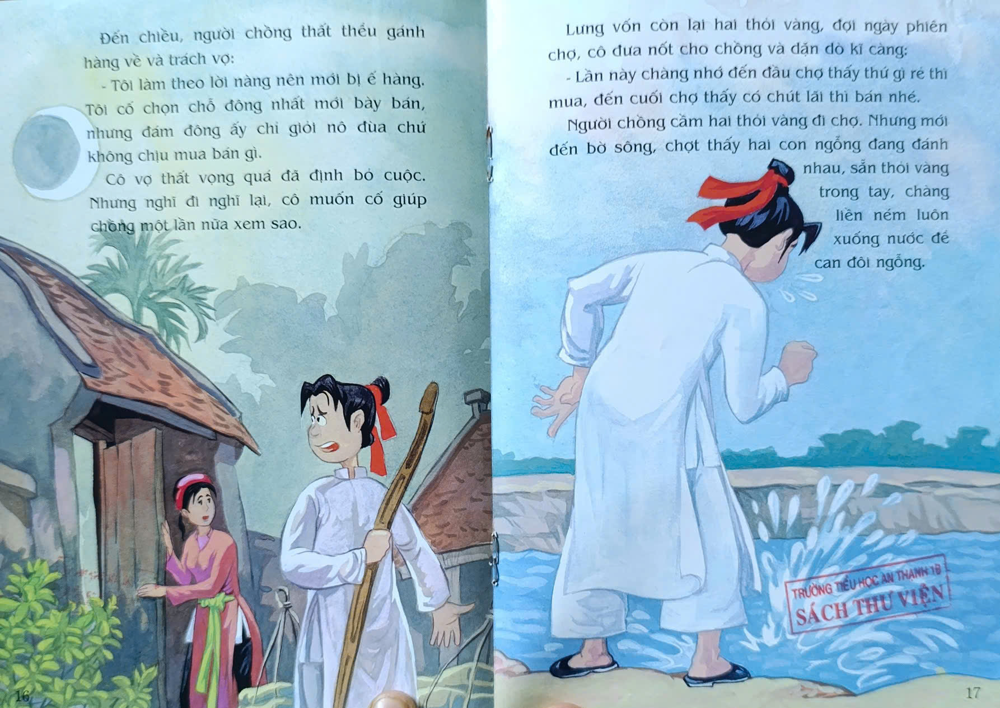 Đến chiều, người chồng thất thểu gánh
hàng về và trách vợ:
- Tôi làm theo lời nàng nên mới bị ế hàng.
Tôi cố chọn chỗ đông nhất mới bày bán,
nhưng đám đông ấy chỉ giỏi nô đùa chứ
không chịu mua bán gì.
Cô vợ thất vọng quá đã định bỏ cuộc.
Nhưng nghĩ đi nghĩ lại, cô muốn cố giúp
chồng một lần nữa xem sao.
16
Lưng vốn còn lại hai thỏi vàng, đợi ngày phiên
chợ, cô đưa nốt cho chồng và dặn dò kĩ càng:
- Lần này chàng nhớ đến đầu chợ thấy thứ gì rẻ thì
mua, đến cuối chợ thấy có chút lãi thì bán nhé.
Người chồng cầm hai thỏi vàng đi chợ. Nhưng mới
đến bờ sông, chợt thấy hai con ngỗng đang đánh
nhau, sẵn thỏi vàng
trong tay, chàng
liền ném luôn
xuống nước để
can đôi ngỗng.
TRƯỜNG TIỂU HỌC AN THẠNH 1B
SÁCH THƯ VIỆN
17